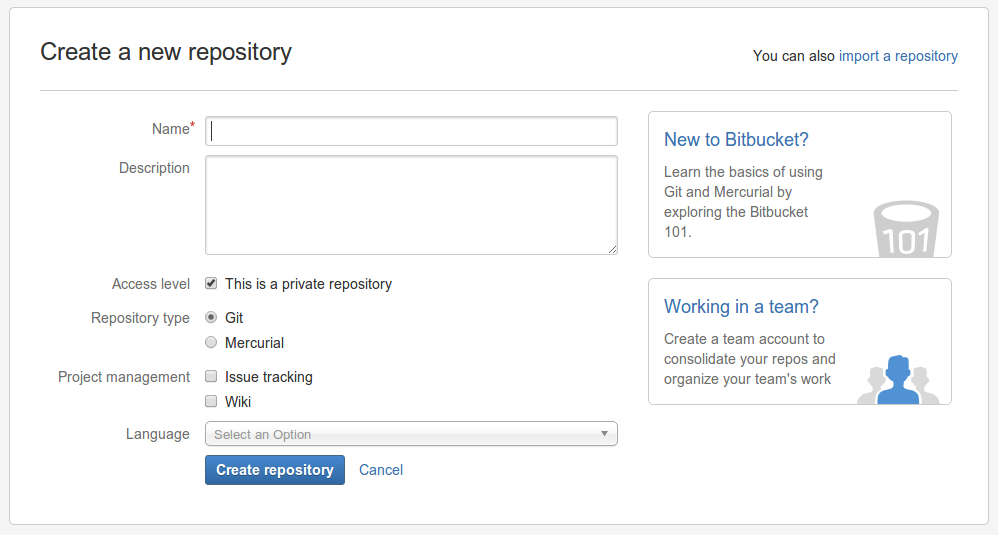 Create a new repository
You can also import a repository
Name*
Description
Access level This is a private repository
Repository type Git
Mercurial
Project management Issue tracking
Wiki
Language Select an Option
Create repository Cancel
New to Bitbucket?
Learn the basics of using
Git and Mercurial by
exploring the Bitbucket
101.
101
Working in a team?
Create a team account to
consolidate your repos and
organize your team's work